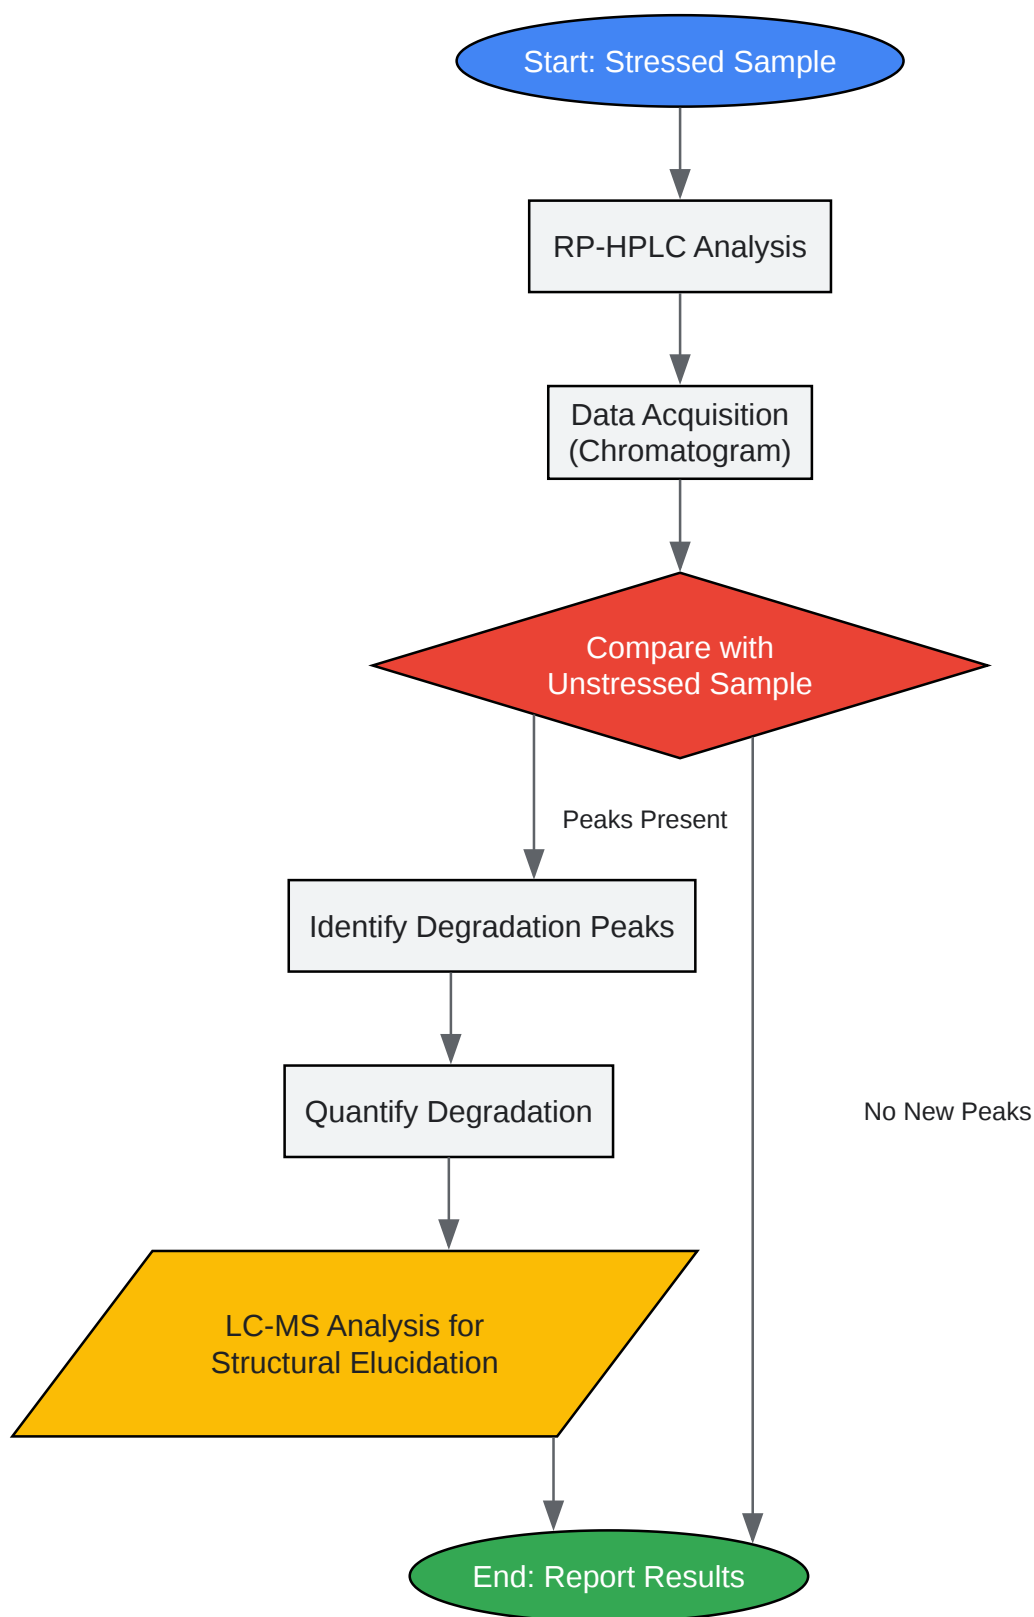 Start: Stressed Sample
RP-HPLC Analysis
Data Acquisition
(Chromatogram)
Compare with
Unstressed Sample
Peaks Present
Identify Degradation Peaks
Quantify Degradation
No New Peaks
LC-MS Analysis for
Structural Elucidation
End: Report Results